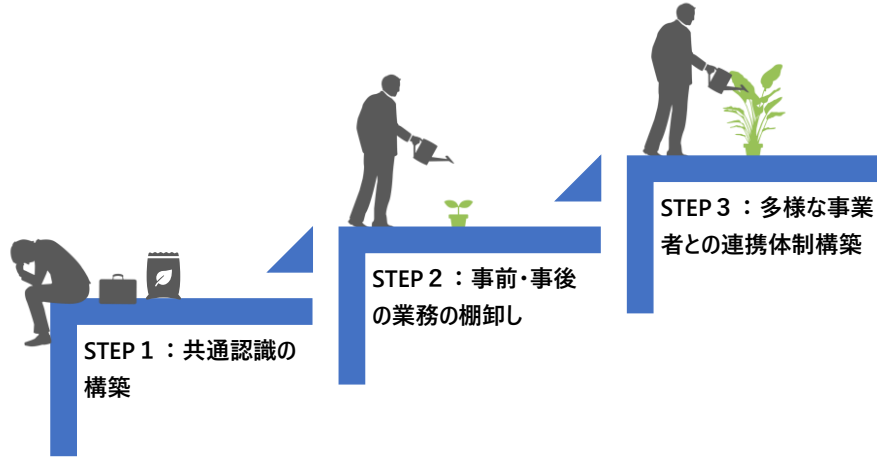 STEP１：共通認識の
構築
STEP２：事前・事後
の業務の棚卸し
STEP３：多様な事業
者との連携体制構築